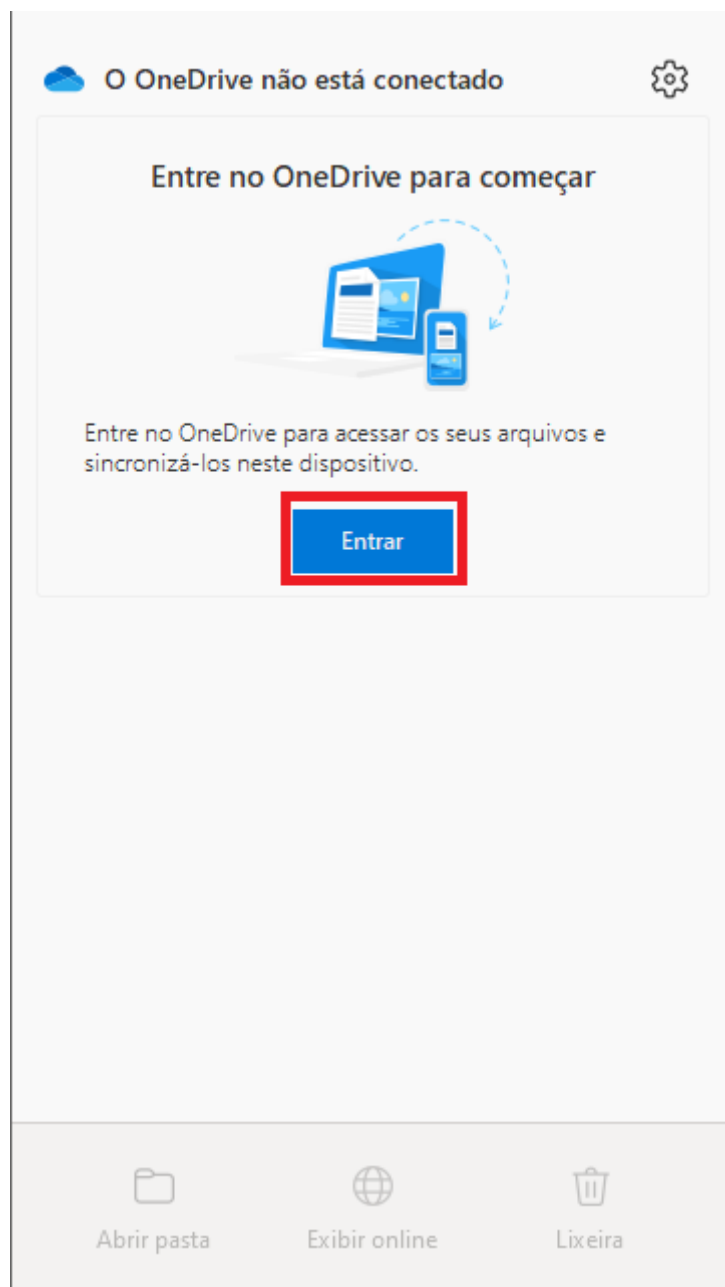 O OneDrive não está conectado
Entre no OneDrive para começar
Entre no OneDrive para acessar os seus arquivos e
sincronizá-los neste dispositivo.
Entrar
Abrir pasta
Exibir online
Lixeira